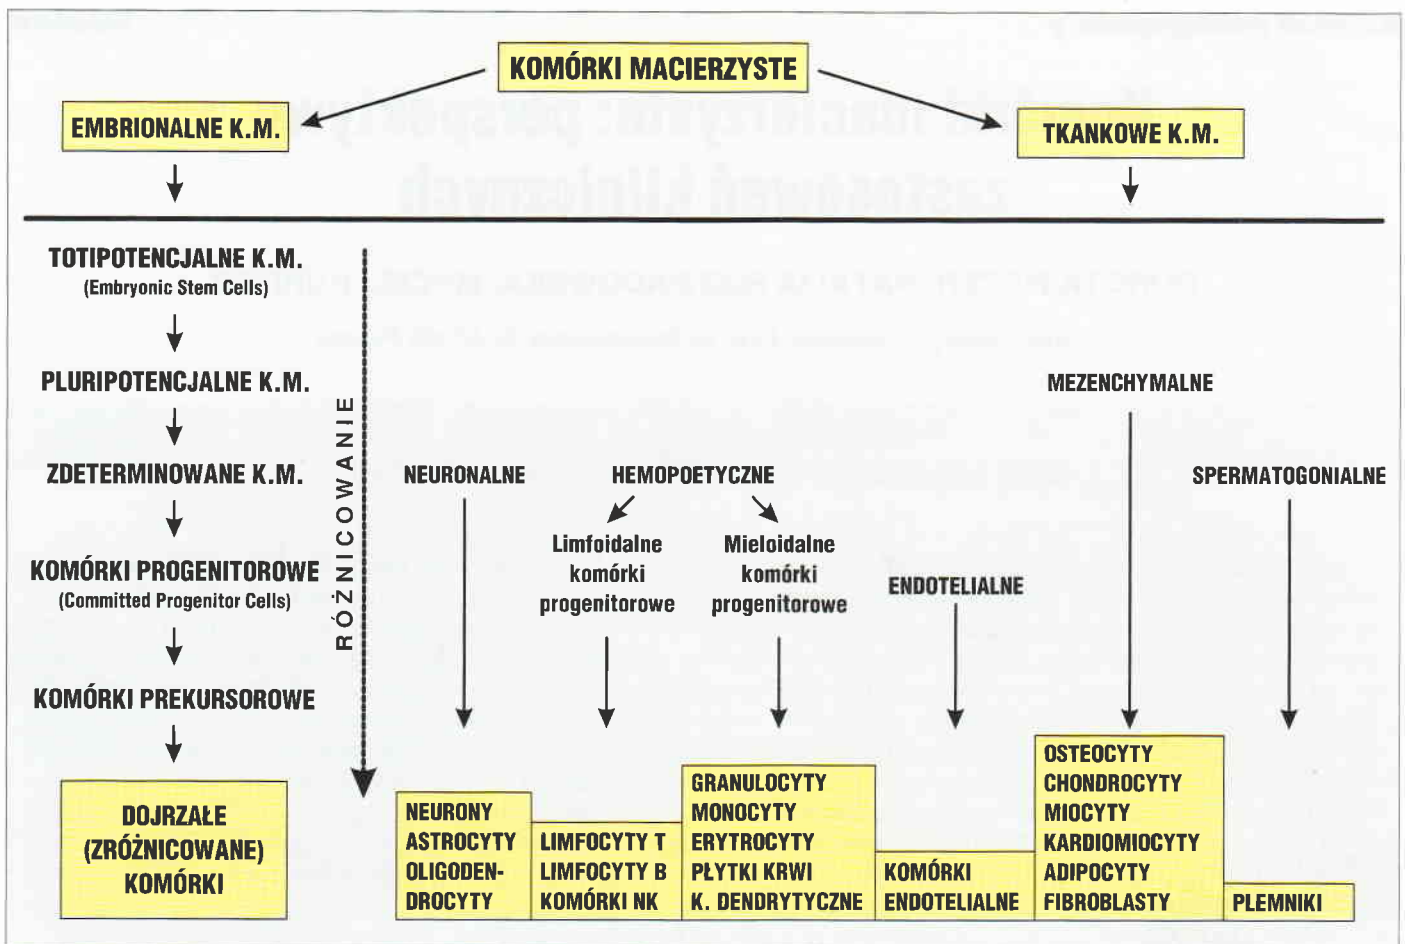 KOMÓRKI MACIERZYSTE
EMBRIONALNE K.M.
TKANKOWE K.M.
TOTIPOTENCJALNE K.M.
(Embryonic Stem Cells)
PLURIPOTENCJALNE K.M.
ZDETERMINOWANE K.M.
KOMÓRKI PROGENITOROWE
(Committed Progenitor Cells)
KOMÓRKI PREKURSOROWE
DOJRZAŁE
(ZRÓŻNICOWANE)
KOMÓRKI
RÓŻNICOWANIE
NEURONALNE
NEURONY
ASTROCYTY
OLIGODEN-
DROCYTY
HEMOPOETYCZNE
Limfoidalne
komórki
progenitorowe
LIMFOCYTY T
LIMFOCYTY B
KOMÓRKI NK
Mieloidalne
komórki
progenitorowe
GRANULOCYTY
MONOCYTY
ERYTROCYTY
PŁYTKI KRWI
K. DENDRYTYCZNE
ENDOTELIALNE
KOMÓRKI
ENDOTELIALNE
MEZENCHYMALNE
OSTEOCYTY
CHONDROCYTY
MIOCYTY
KARDIOMIOCYTY
ADIPOCYTY
FIBROBLASTY
SPERMATOGONIALNE
PLEMNIKI